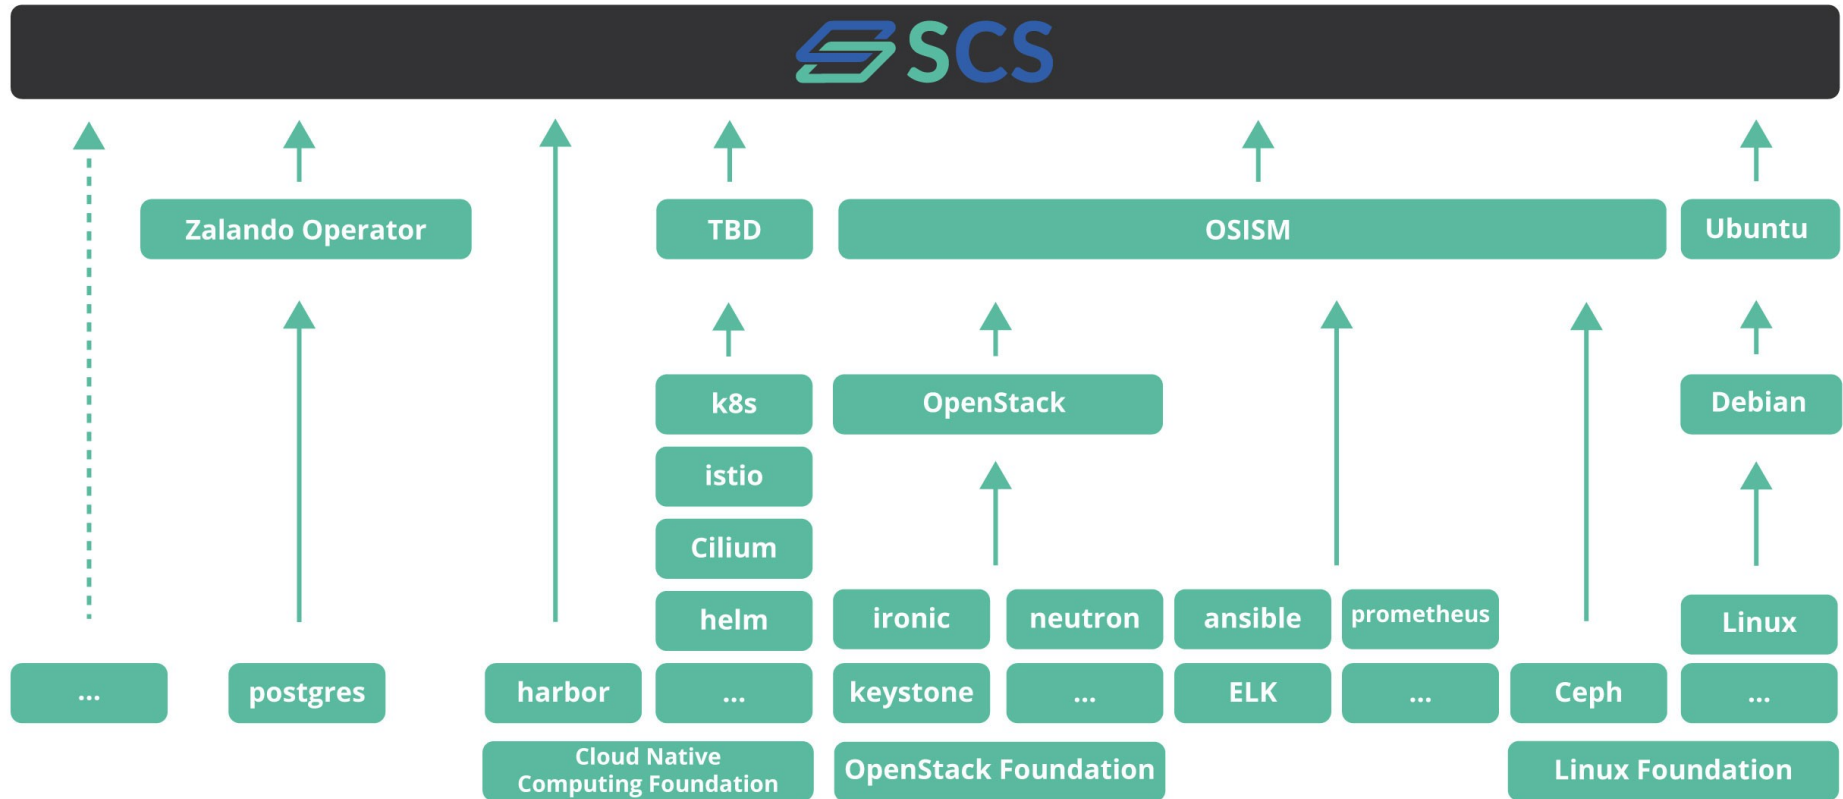 SCS
Zalando Operator
TBD
OSISM
Ubuntu
k8s
OpenStack
Debian
istio
Cilium
helm
ironic
neutron
ansible
prometheus
Linux
...
postgres
harbor
...
keystone
...
ELK
...
Ceph
...
Cloud Native
Computing Foundation
OpenStack Foundation
Linux Foundation